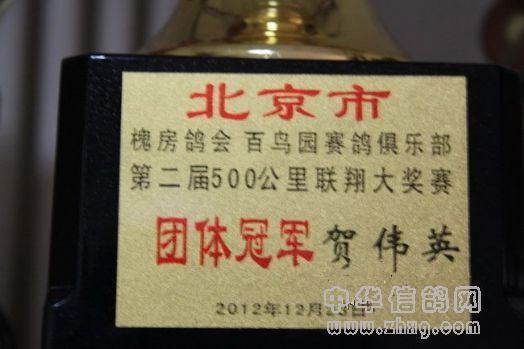 北京市
槐房鸽会 百鸟园赛鸽俱乐部
第二届500公里联翔大奖赛
团体冠军 贺伟英
2012年12月
中华信鸽网
www.zhxg.com